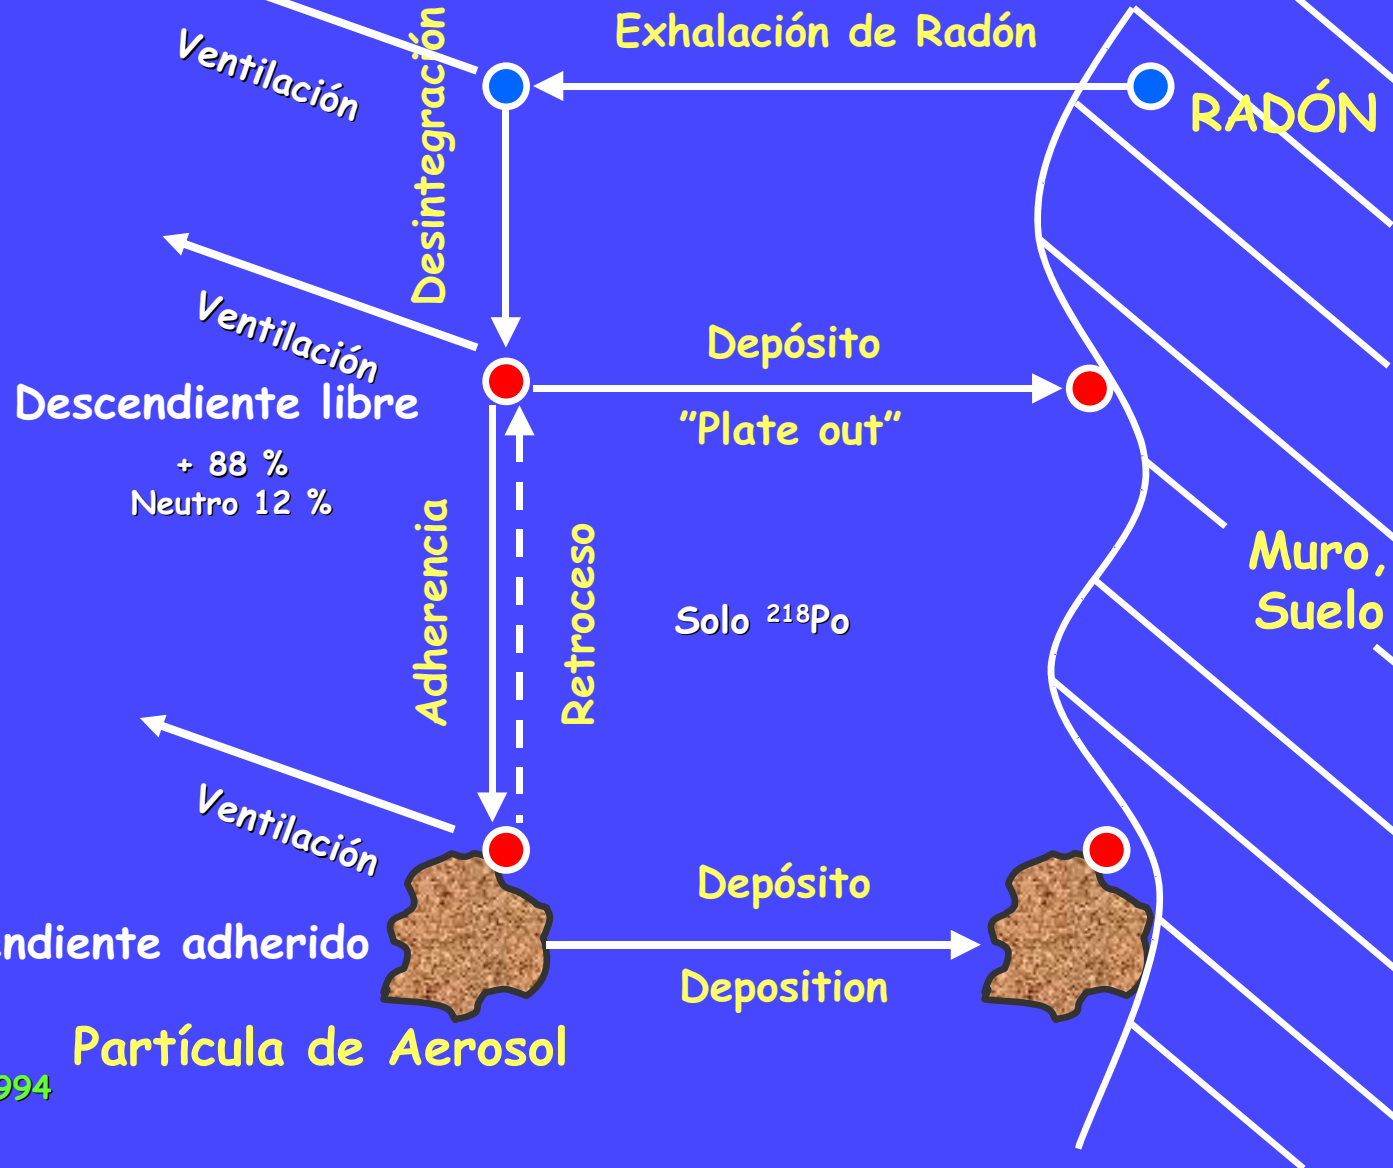 Exhalación de Radón
Ventilación
Desintegración
RADÓN
Ventilación
Depósito
Descendiente libre
”Plate out”
+ 88 %
Neutro 12 %
Adherencia
Retroceso
Muro,
Suelo
Solo ²¹⁸Po
Ventilación
Depósito
ndiente adherido
Deposition
Partícula de Aerosol
994